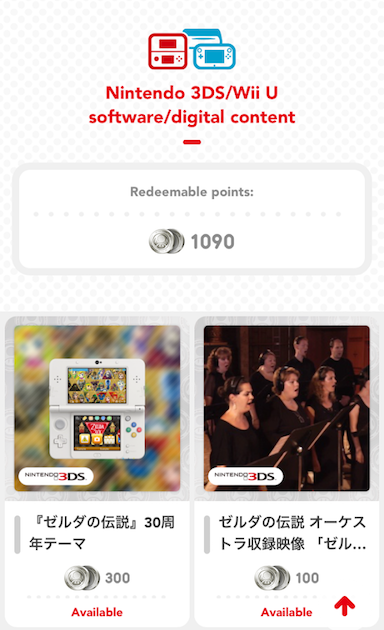 Nintendo 3DS/Wii U
software/digital content
Redeemable points:
1090
NINTENDO 3DS
NINTENDO 3DS
『ゼルダの伝説』30周
年テーマ
300
Available
ゼルダの伝説 オーケス
トラ収録映像 「ゼル...
100
Available